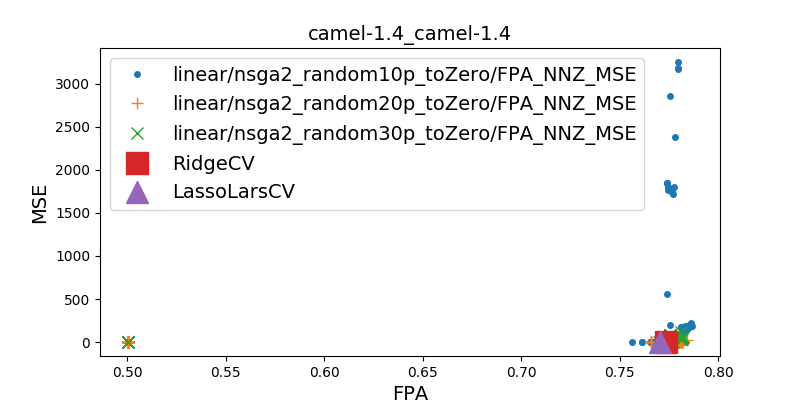 camel-1.4_camel-1.4
linear/nsga2_random10p_toZero/FPA_NNZ_MSE
linear/nsga2_random20p_toZero/FPA_NNZ_MSE
linear/nsga2_random30p_toZero/FPA_NNZ_MSE
RidgeCV
LassoLarsCV
MSE
3000
2500
2000
1500
1000
500
0
0.50 0.55 0.60 0.65 0.70 0.75 0.80
FPA